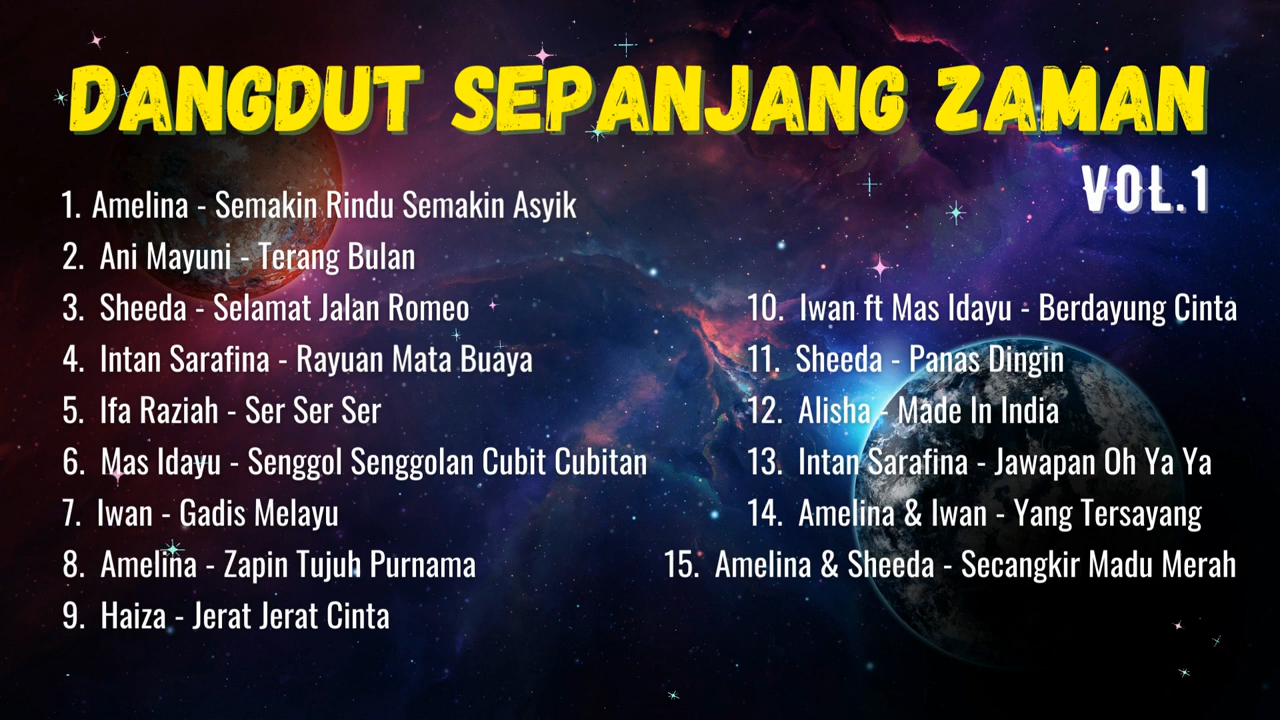 DANGDUT SEPANJANG ZAMAN
VOL.1
1. Amelina - Semakin Rindu Semakin Asyik
2. Ani Mayuni - Terang Bulan
3. Sheeda - Selamat Jalan Romeo
4. Intan Sarafina - Rayuan Mata Buaya
5. Ifa Raziah - Ser Ser Ser
6. Mas Idayu - Senggol Senggolan Cubit Cubitan
7. Iwan - Gadis Melayu
8. Amelina - Zapin Tujuh Purnama
9. Haiza - Jerat Jerat Cinta
10. Iwan ft Mas Idayu - Berdayung Cinta
11. Sheeda - Panas Dingin
12. Alisha - Made In India
13. Intan Sarafina - Jawapan Oh Ya Ya
14. Amelina & Iwan - Yang Tersayang
15. Amelina & Sheeda - Secangkir Madu Merah